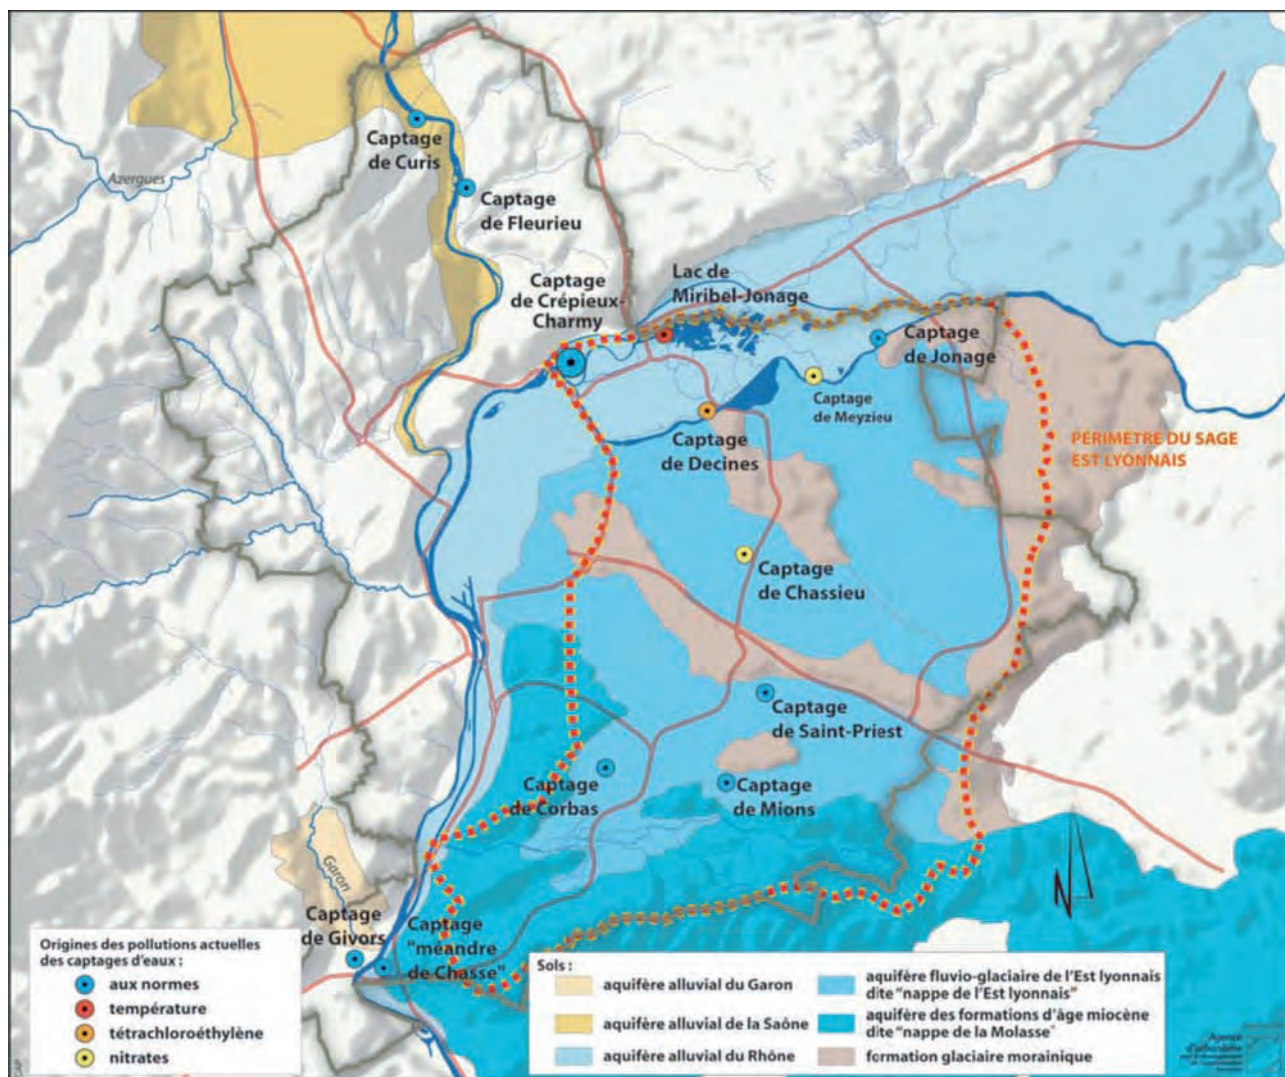 Captage
de Curis
Azergues
Captage
de Fleurieu
Captage
de Crépieux-
Charmy
Lac de
Miribel-Jonage
Captage
de Jonage
Captage
de Meyzieu
Captage
de Decines
PÉRIMÈTRE DU SAGE
EST LYONNAIS
Captage
de Chassieu
Captage
de Saint-Priest
Captage
de Corbas
Captage
de Mions
Garon
Captage
de Givors
Captage
"méandre
de Chasse"
Origines des pollutions actuelles
des captages d'eaux :
aux normes
température
tétrachloroéthylène
nitrates
Sols :
aquifère alluvial du Garon
aquifère alluvial de la Saône
aquifère alluvial du Rhône
aquifère fluvio-glaciaire de l'Est lyonnais
dite "nappe de l'Est lyonnais"
aquifère des formations d'âge miocène
dite "nappe de la Molasse"
formation glaciaire morainique
N
Agence
d'urbanisme